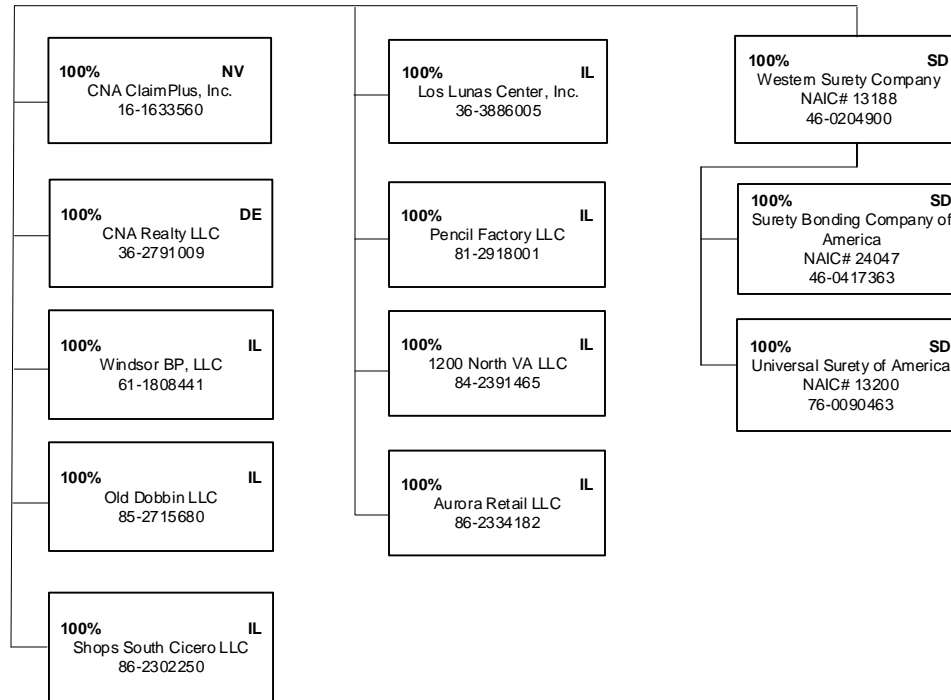 100% NV
CNA ClaimPlus, Inc.
16-1633560
100% DE
CNA Realty LLC
36-2791009
100% IL
Windsor BP, LLC
61-1808441
100% IL
Old Dobbin LLC
85-2715680
100% IL
Shops South Cicero LLC
86-2302250
100% IL
Los Lunas Center, Inc.
36-3886005
100% IL
Pencil Factory LLC
81-2918001
100% IL
1200 North VA LLC
84-2391465
100% IL
Aurora Retail LLC
86-2334182
100% SD
Western Surety Company
NAIC# 13188
46-0204900
100% SD
Surety Bonding Company of
America
NAIC# 24047
46-0417363
100% SD
Universal Surety of America
NAIC# 13200
76-0090463